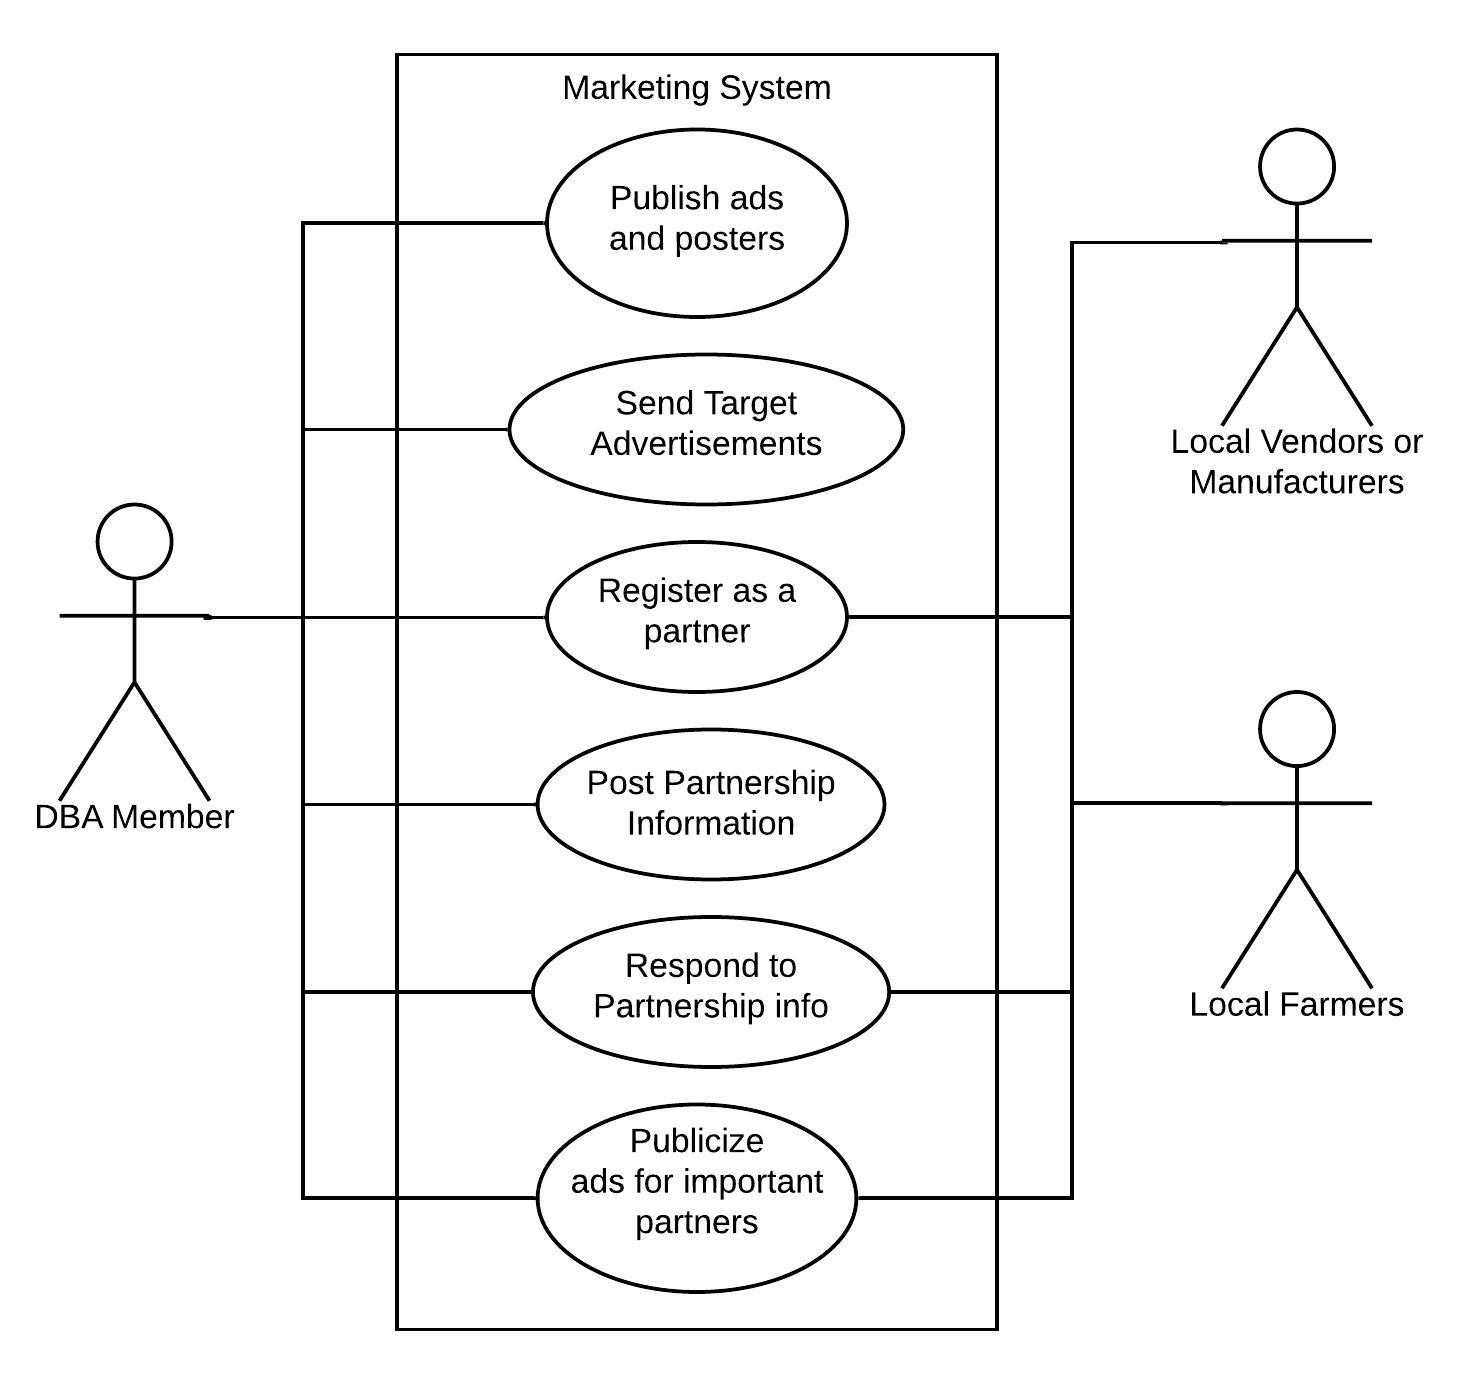 Marketing System
Publish ads
and posters
Send Target
Advertisements
Register as a
partner
Post Partnership
Information
Respond to
Partnership info
Publicize
ads for important
partners
DBA Member
Local Vendors or
Manufacturers
Local Farmers